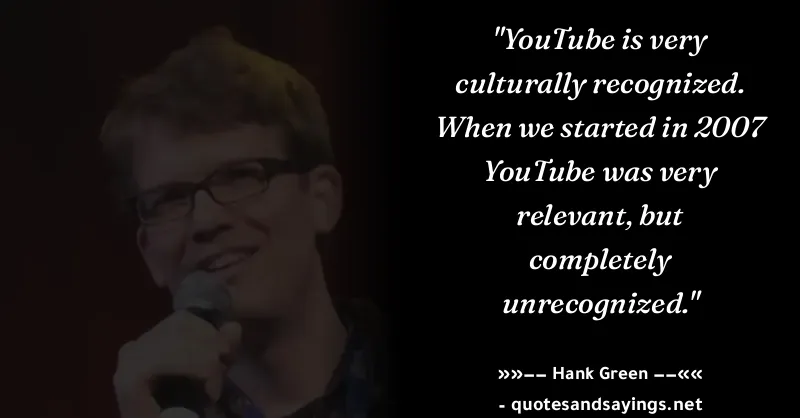 "YouTube is very
culturally recognized.
When we started in 2007
YouTube was very
relevant, but
completely
unrecognized."
»»–– Hank Green ––««
- quotesandsayings.net